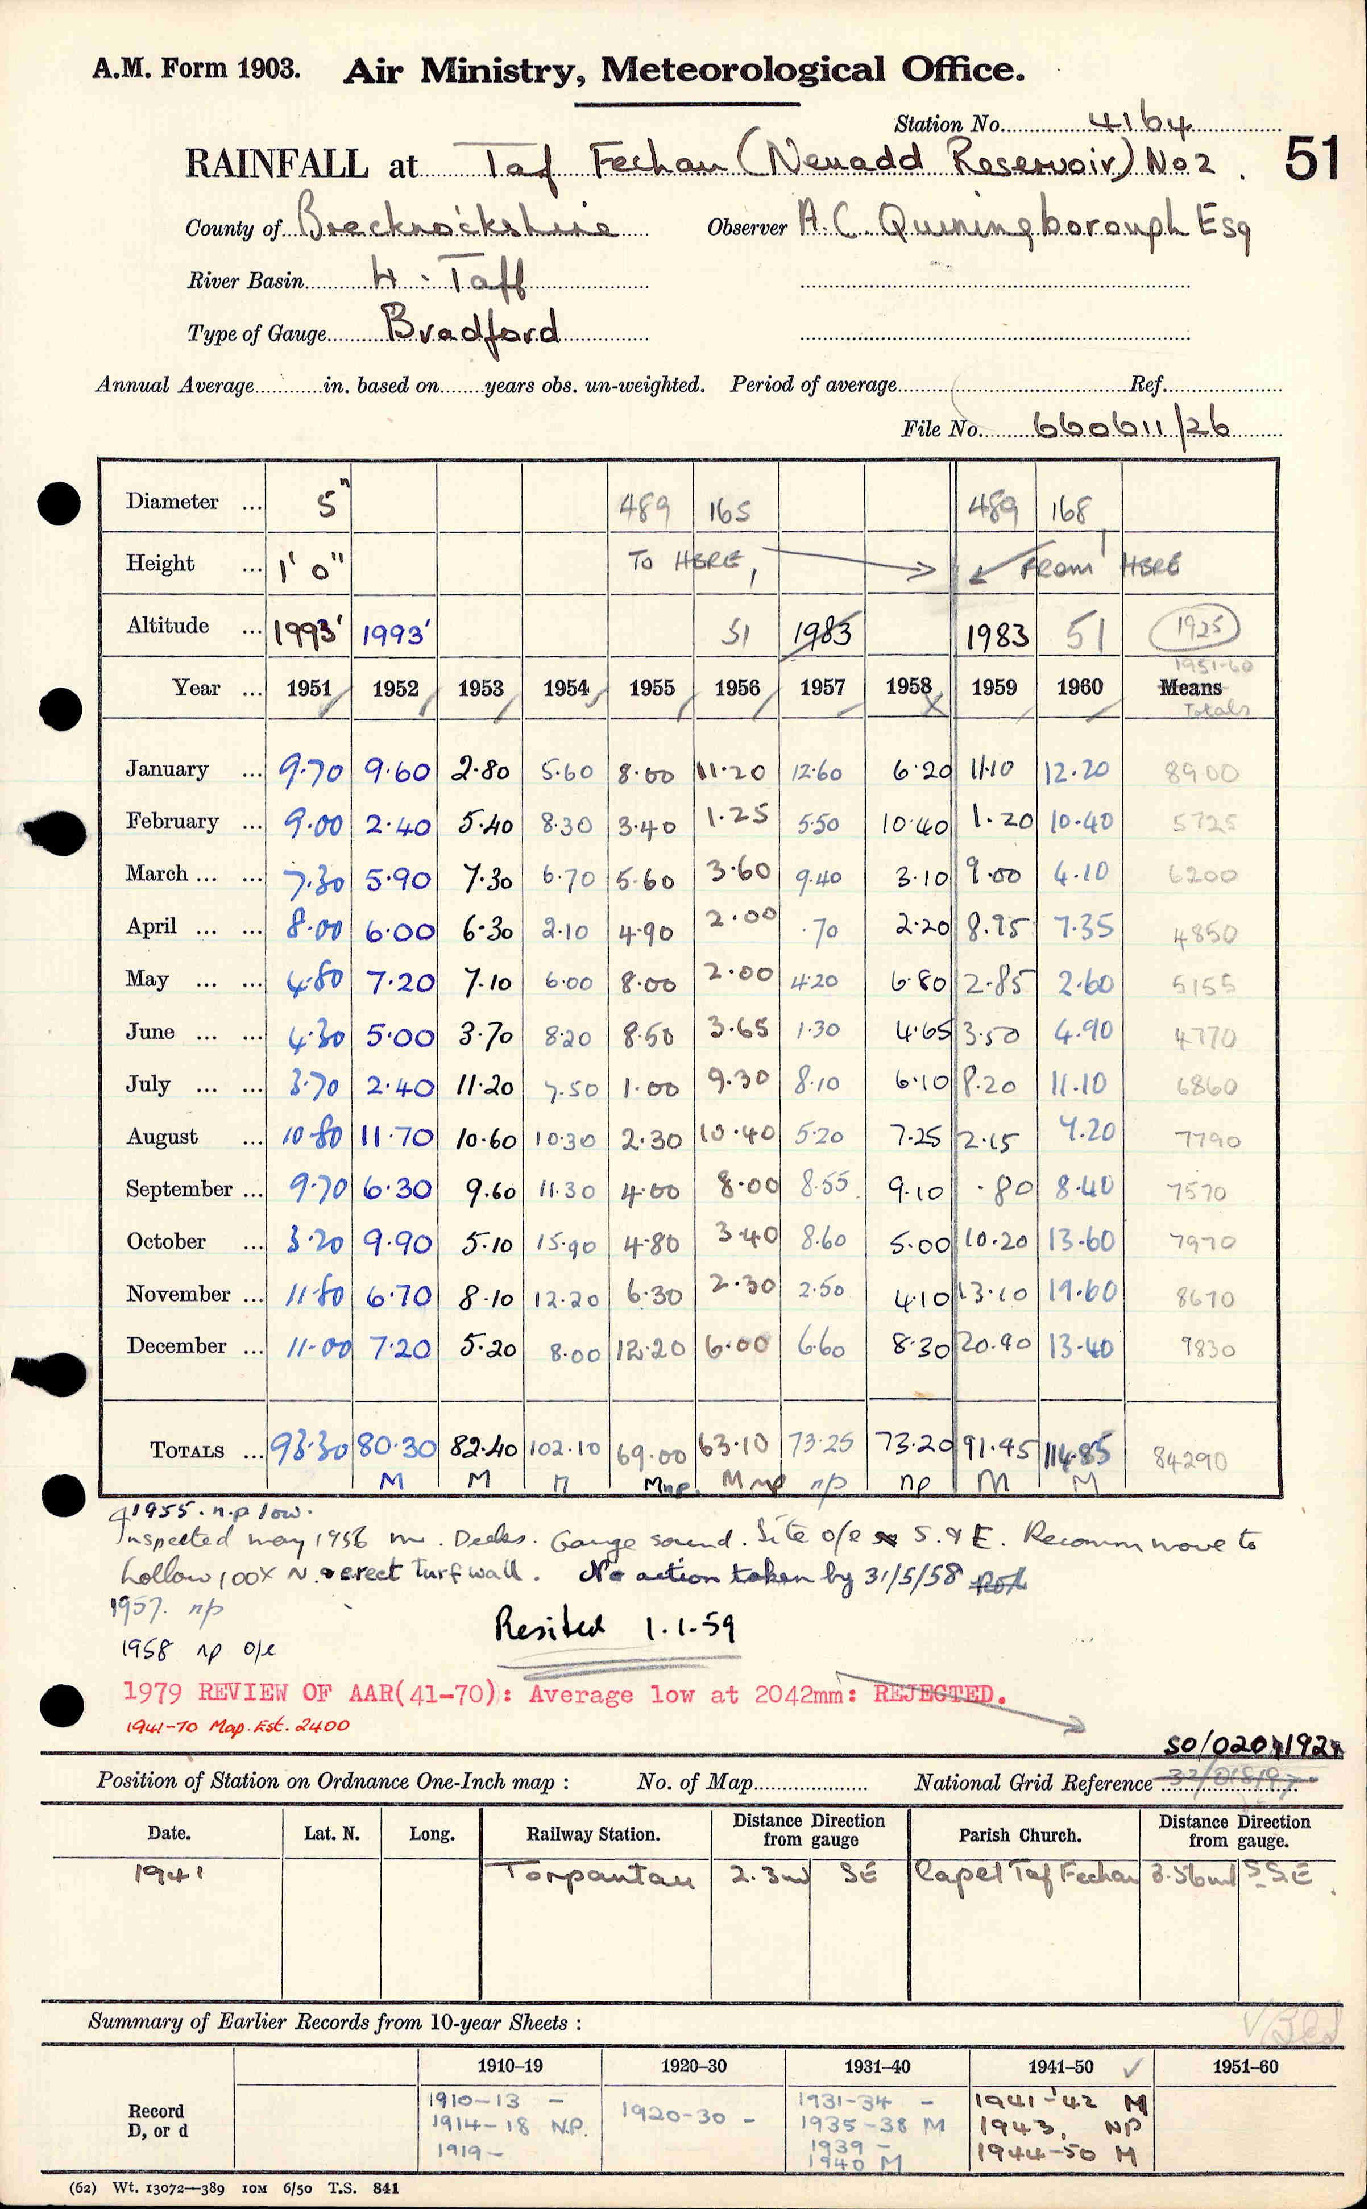 A.M. Form 1903. Air Ministry, Meteorological Office.
Station No. 4164
RAINFALL at Taf Fechan (Neuadd Reservoir) No 2. 51
County of Brecknockshire Observer A. C. Quiningborough Esq
River Basin H. Taff
Type of Gauge Bradford
Annual Average in. based on years obs. un-weighted. Period of average Ref.
File No. 660611/26
Diameter ... 5" 489 165 489 168
Height ... 1' 0" TO HERE, FROM HERE
Altitude ... 1993' 1993' 51 1983 1983 51 1925
1951-60
Year ... 1951 1952 1953 1954 1955 1956 1957 1958 1959 1960 Means
Totals
January ... 9.70 9.60 2.80 5.60 8.00 11.20 12.60 6.20 11.10 12.20 8900
February ... 9.00 2.40 5.40 8.30 3.40 1.25 5.50 10.40 1.20 10.40 5725
March ... ... 7.30 5.90 7.30 6.70 5.60 3.60 9.40 3.10 9.00 4.10 6200
April ... ... 8.00 6.00 6.30 2.10 4.90 2.00 .70 2.20 8.95 7.35 4850
May ... ... 4.80 7.20 7.10 6.00 8.00 2.00 4.20 6.80 2.85 2.60 5155
June ... ... 4.30 5.00 3.70 8.20 8.50 3.65 1.30 4.65 3.50 4.90 4770
July ... ... 3.70 2.40 11.20 7.50 1.00 9.30 8.10 6.10 8.20 11.10 6860
August ... 10.80 11.70 10.60 10.30 2.30 10.40 5.20 7.25 2.15 7.20 7790
September ... 9.70 6.30 9.60 11.30 4.00 8.00 8.55 9.10 .80 8.40 7570
October ... 3.20 9.90 5.10 15.90 4.80 3.40 8.60 5.00 10.20 13.60 7970
November ... 11.80 6.70 8.10 12.20 6.30 2.30 2.50 4.10 13.10 19.60 8670
December ... 11.00 7.20 5.20 8.00 12.20 6.00 6.60 8.30 20.90 13.40 9830
TOTALS ... 93.30 80.30 82.40 102.10 69.00 63.10 73.25 73.20 91.95 114.85 84290
M M M Mnp. M np np np M M
1955. n.p low.
Inspected may 1956 Mr. Deeks. Gauge sound. Site o/e S. & E. Recomm move to
hollow 100x N. & erect turf wall. No action taken by 31/5/58
1957. np
1958 np o/e
Resited 1.1.59
1979 REVIEW OF AAR(41-70): Average low at 2042mm: REJECTED.
1941-70 Map. Est. 2400
Position of Station on Ordnance One-Inch map : No. of Map National Grid Reference
Date. Lat. N. Long. Railway Station. Distance Direction from gauge Parish Church. Distance Direction from gauge.
1941 Torpantau 2.3ml SE Capel Taf Fechan 3.56ml SSE
Summary of Earlier Records from 10-year Sheets :
1910-19 1920-30 1931-40 1941-50 ✓ 1951-60
Record D, or d
1910-13 - 1920-30 - 1931-34 - 1941-42 M
1914-18 N.P. 1935-38 M 1943, NP
1919- 1939 - 1944-50 M
1940 M
(62) Wt. 13072—389 10M 6/50 T.S. 841